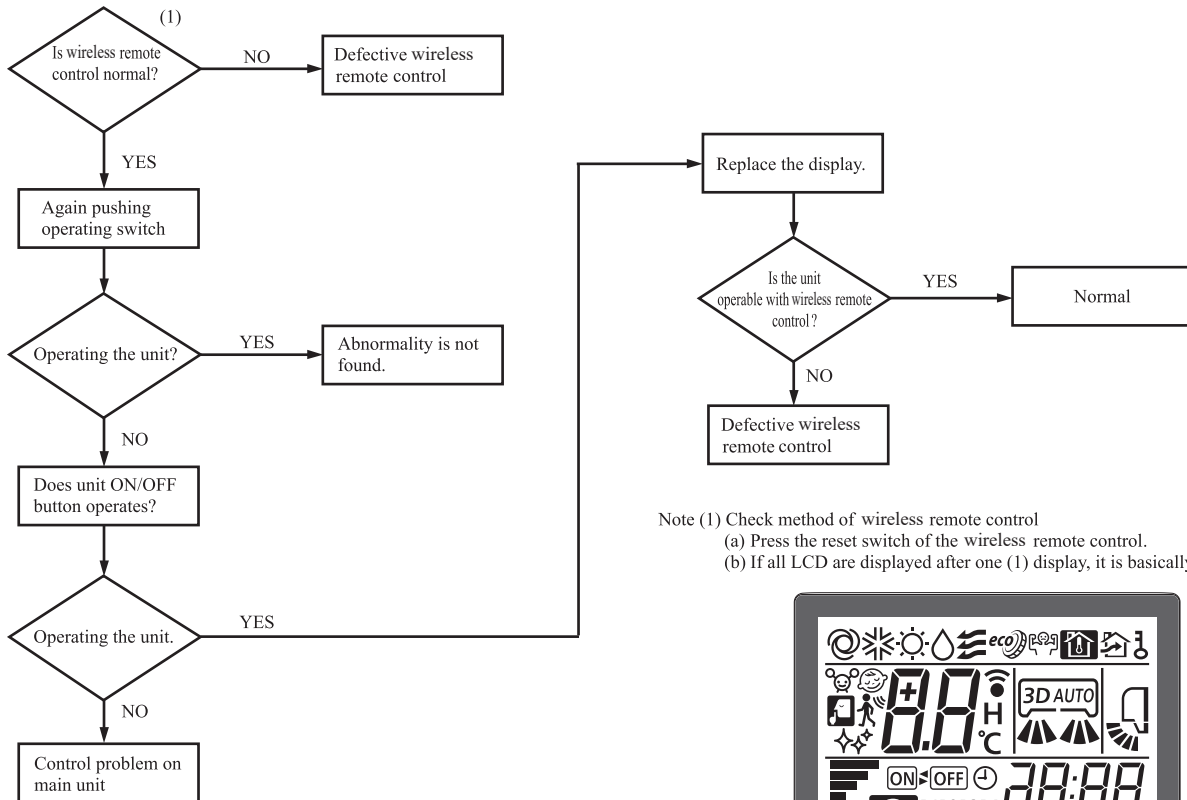 (1)
Is wireless remote
control normal?
NO
Defective wireless
remote control
YES
Again pushing
operating switch
Operating the unit?
YES
Abnormality is not
found.
NO
Does unit ON/OFF
button operates?
Operating the unit.
YES
NO
Control problem on
main unit
Replace the display.
Is the unit
operable with wireless remote
control ?
YES
Normal
NO
Defective wireless
remote control
Note (1) Check method of wireless remote control
(a) Press the reset switch of the wireless remote control.
(b) If all LCD are displayed after one (1) display, it is basically
eco
8.8
H
°C
3D AUTO
ON OFF